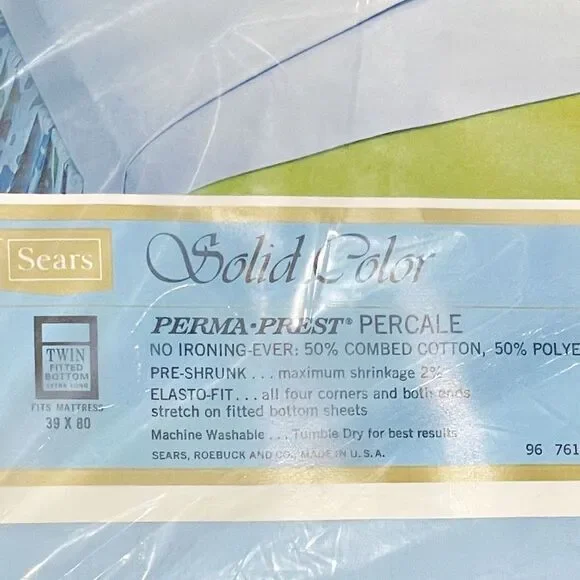 Sears
Solid Color
PERMA-PREST® PERCALE
NO IRONING-EVER: 50% COMBED COTTON, 50% POLYE
PRE-SHRUNK . . . maximum shrinkage 2%
ELASTO-FIT . . . all four corners and both ends
stretch on fitted bottom sheets
Machine Washable . . . Tumble Dry for best results
SEARS, ROEBUCK AND CO., MADE IN U.S.A.
96 761
TWIN
FITTED
BOTTOM
EXTRA LONG
FITS MATTRESS
39 X 80